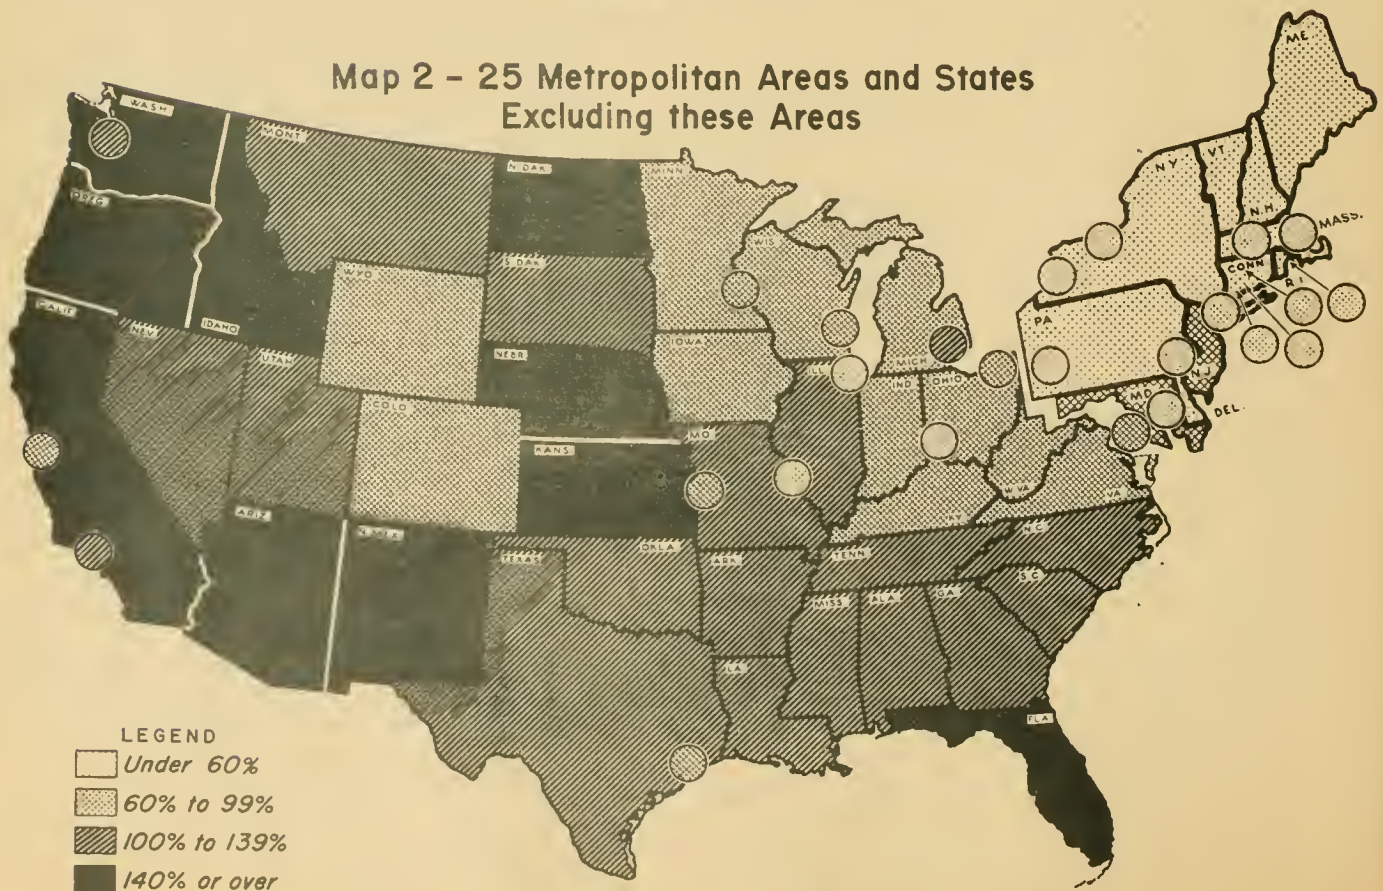 Map 2 - 25 Metropolitan Areas and States
Excluding these Areas
WASH
MONT.
N.DAK.
MINN.
ME.
VT.
N.Y.
N.H.
MASS.
OREG.
S.DAK.
WIS.
CONN
R.I.
WYO
IDAHO
CALIF
NEV.
UTAH
NEBR.
IOWA
MICH.
PA.
N.J.
ILL.
IND.
OHIO
MD.
DEL.
COLO
KANS.
MO.
W.VA.
VA.
KY.
ARIZ.
N.MEX.
TEXAS
OKLA.
ARK.
TENN.
N.C.
S.C.
MISS.
ALA.
GA.
LA.
FLA.
LEGEND
Under 60%
60% to 99%
100% to 139%
140% or over